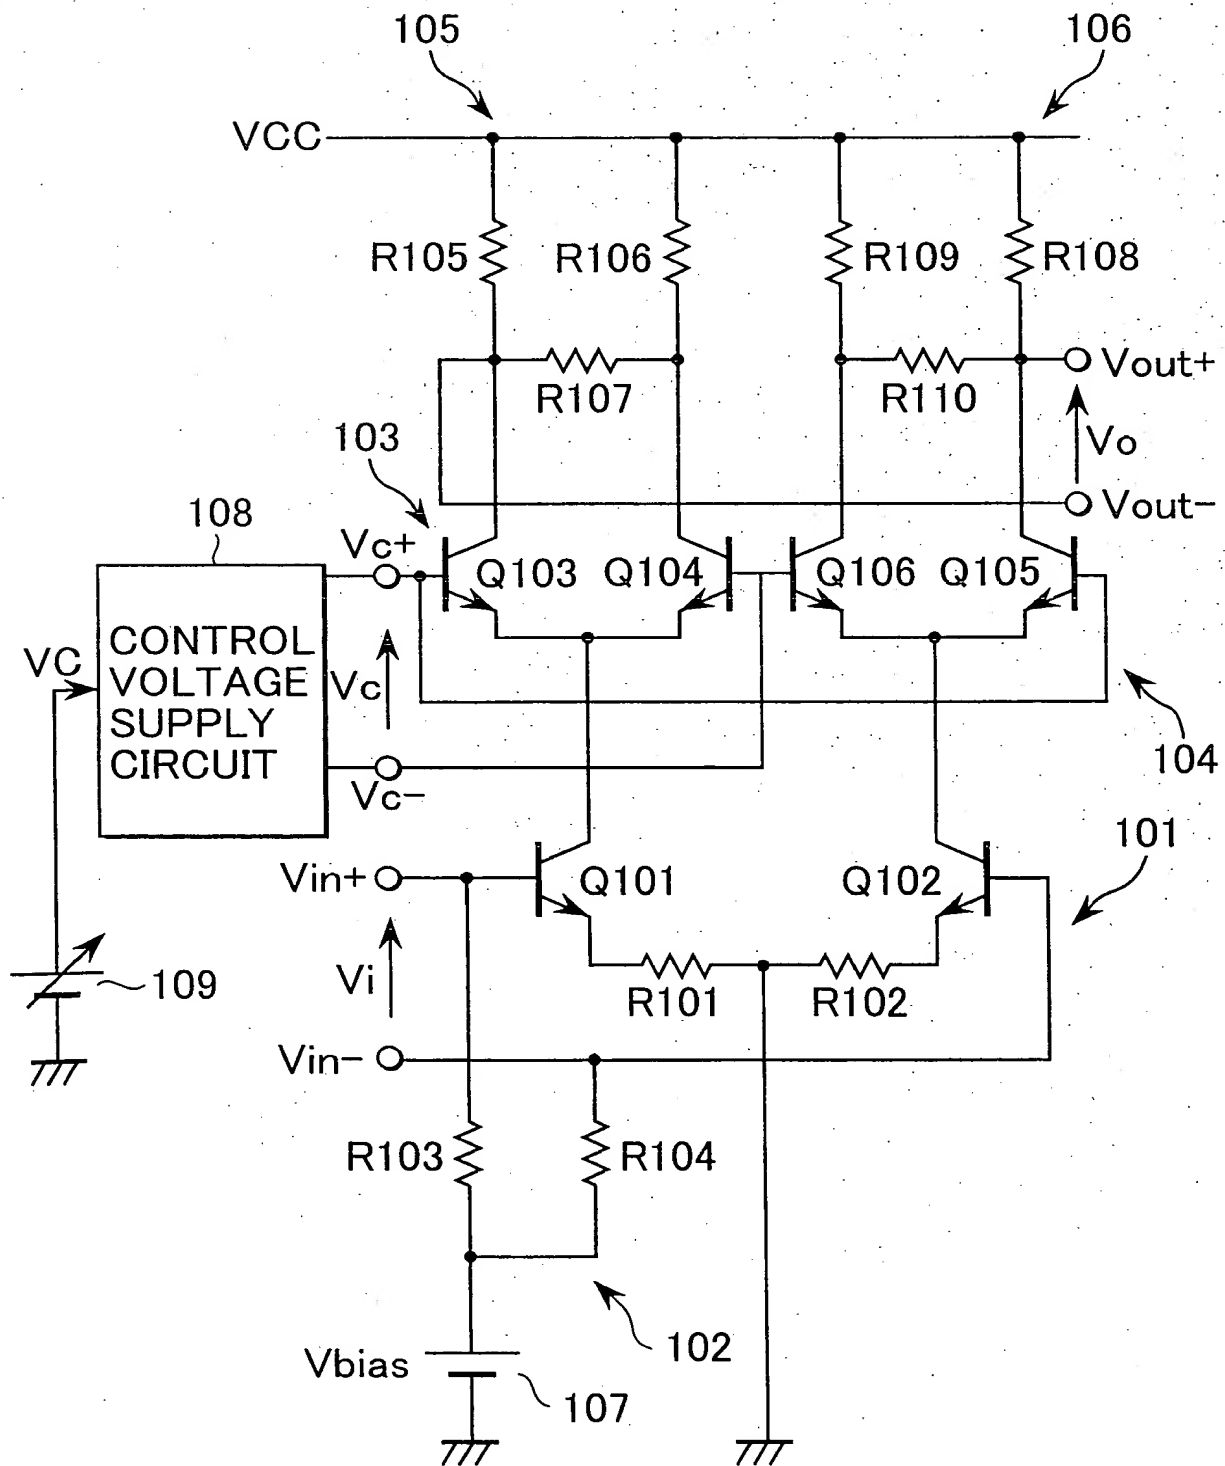 105
106
VCC
R105
R106
R109
R108
R107
R110
Vout+
Vo
Vout-
103
108
Vc+
Q103
Q104
Q106
Q105
CONTROL
VOLTAGE
SUPPLY
CIRCUIT
VC
Vc
Vc-
104
101
Vin+
Q101
Q102
Vi
R101
R102
109
Vin-
R103
R104
102
Vbias
107